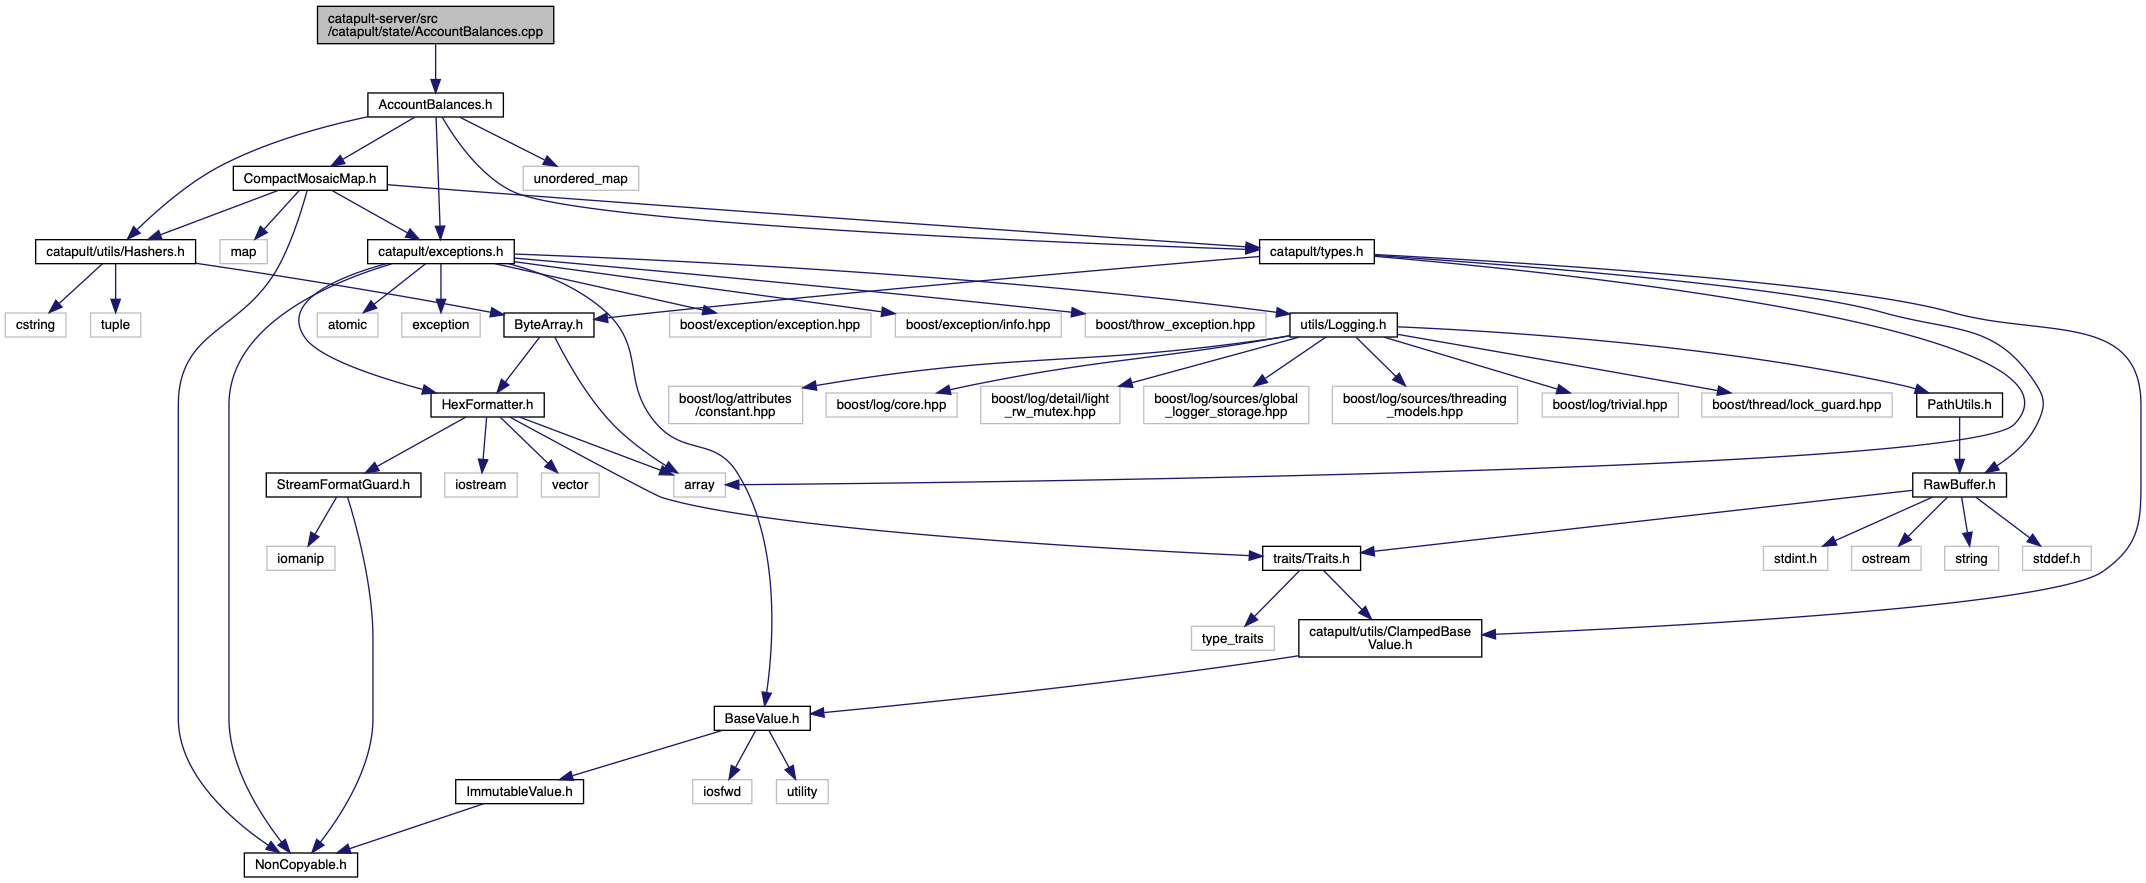 catapult-server/src
/catapult/state/AccountBalances.cpp
AccountBalances.h
CompactMosaicMap.h
unordered_map
catapult/utils/Hashers.h
map
catapult/exceptions.h
catapult/types.h
cstring
tuple
atomic
exception
ByteArray.h
boost/exception/exception.hpp
boost/exception/info.hpp
boost/throw_exception.hpp
utils/Logging.h
HexFormatter.h
boost/log/attributes
/constant.hpp
boost/log/core.hpp
boost/log/detail/light
_rw_mutex.hpp
boost/log/sources/global
_logger_storage.hpp
boost/log/sources/threading
_models.hpp
boost/log/trivial.hpp
boost/thread/lock_guard.hpp
PathUtils.h
StreamFormatGuard.h
iostream
vector
array
RawBuffer.h
iomanip
traits/Traits.h
stdint.h
ostream
string
stddef.h
type_traits
catapult/utils/ClampedBase
Value.h
BaseValue.h
ImmutableValue.h
iosfwd
utility
NonCopyable.h